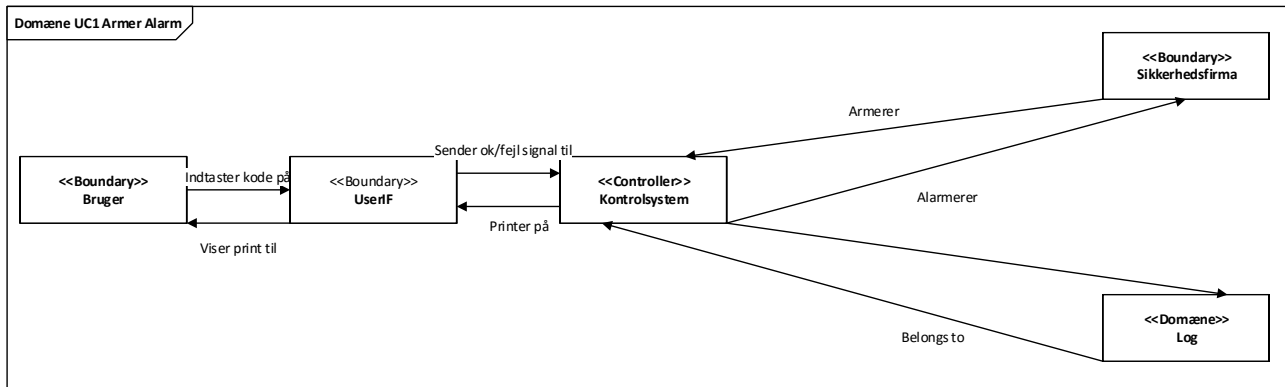 Domæne UC1 Armer Alarm
<<Boundary>>
Sikkerhedsfirma
Armerer
Sender ok/fejl signal til
<<Boundary>>
Bruger
Indtaster kode på
<<Boundary>>
UserIF
<<Controller>>
Kontrolsystem
Alarmerer
Viser print til
Printer på
<<Domæne>>
Log
Belongs to